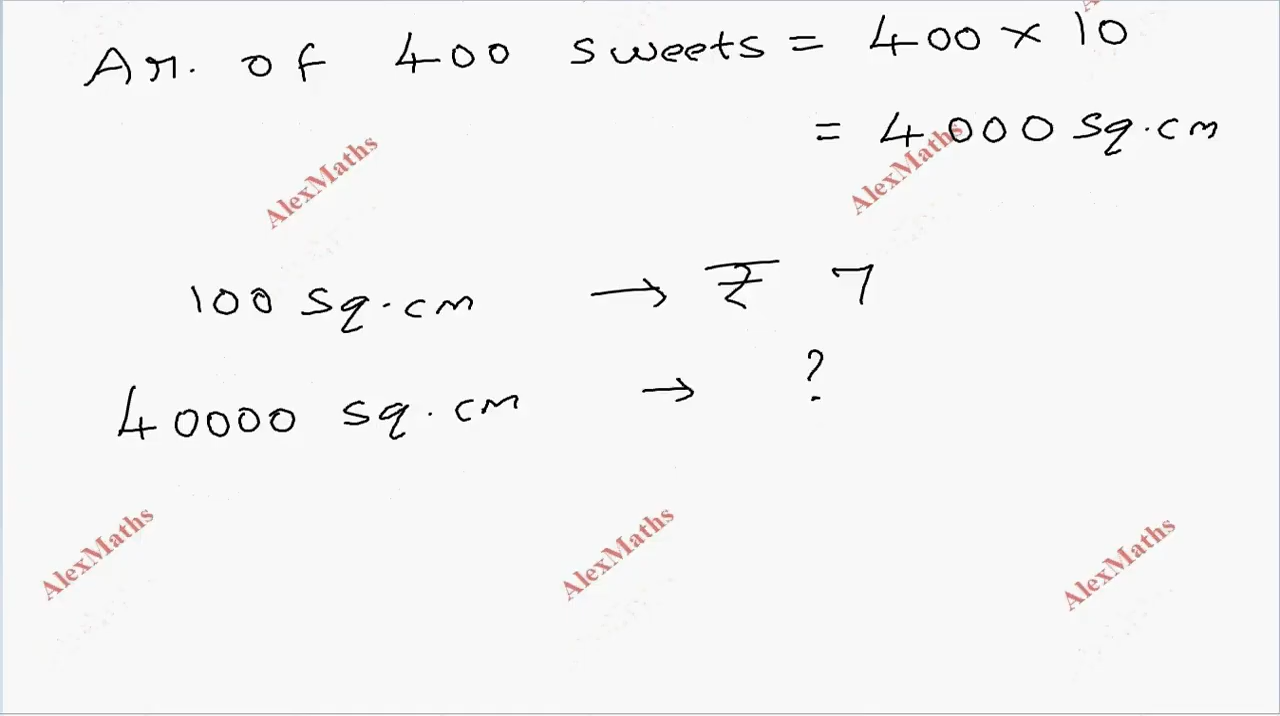 Ar. of 400 sweets = 400 × 10
= 4000 sq.cm
AlexMaths
AlexMaths
100 sq.cm → ₹ 7
40000 sq.cm → ?
AlexMaths
AlexMaths
AlexMaths